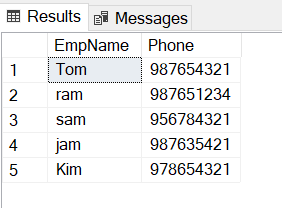 Results Messages
EmpName Phone
1 Tom 987654321
2 ram 987651234
3 sam 956784321
4 jam 987635421
5 Kim 978654321